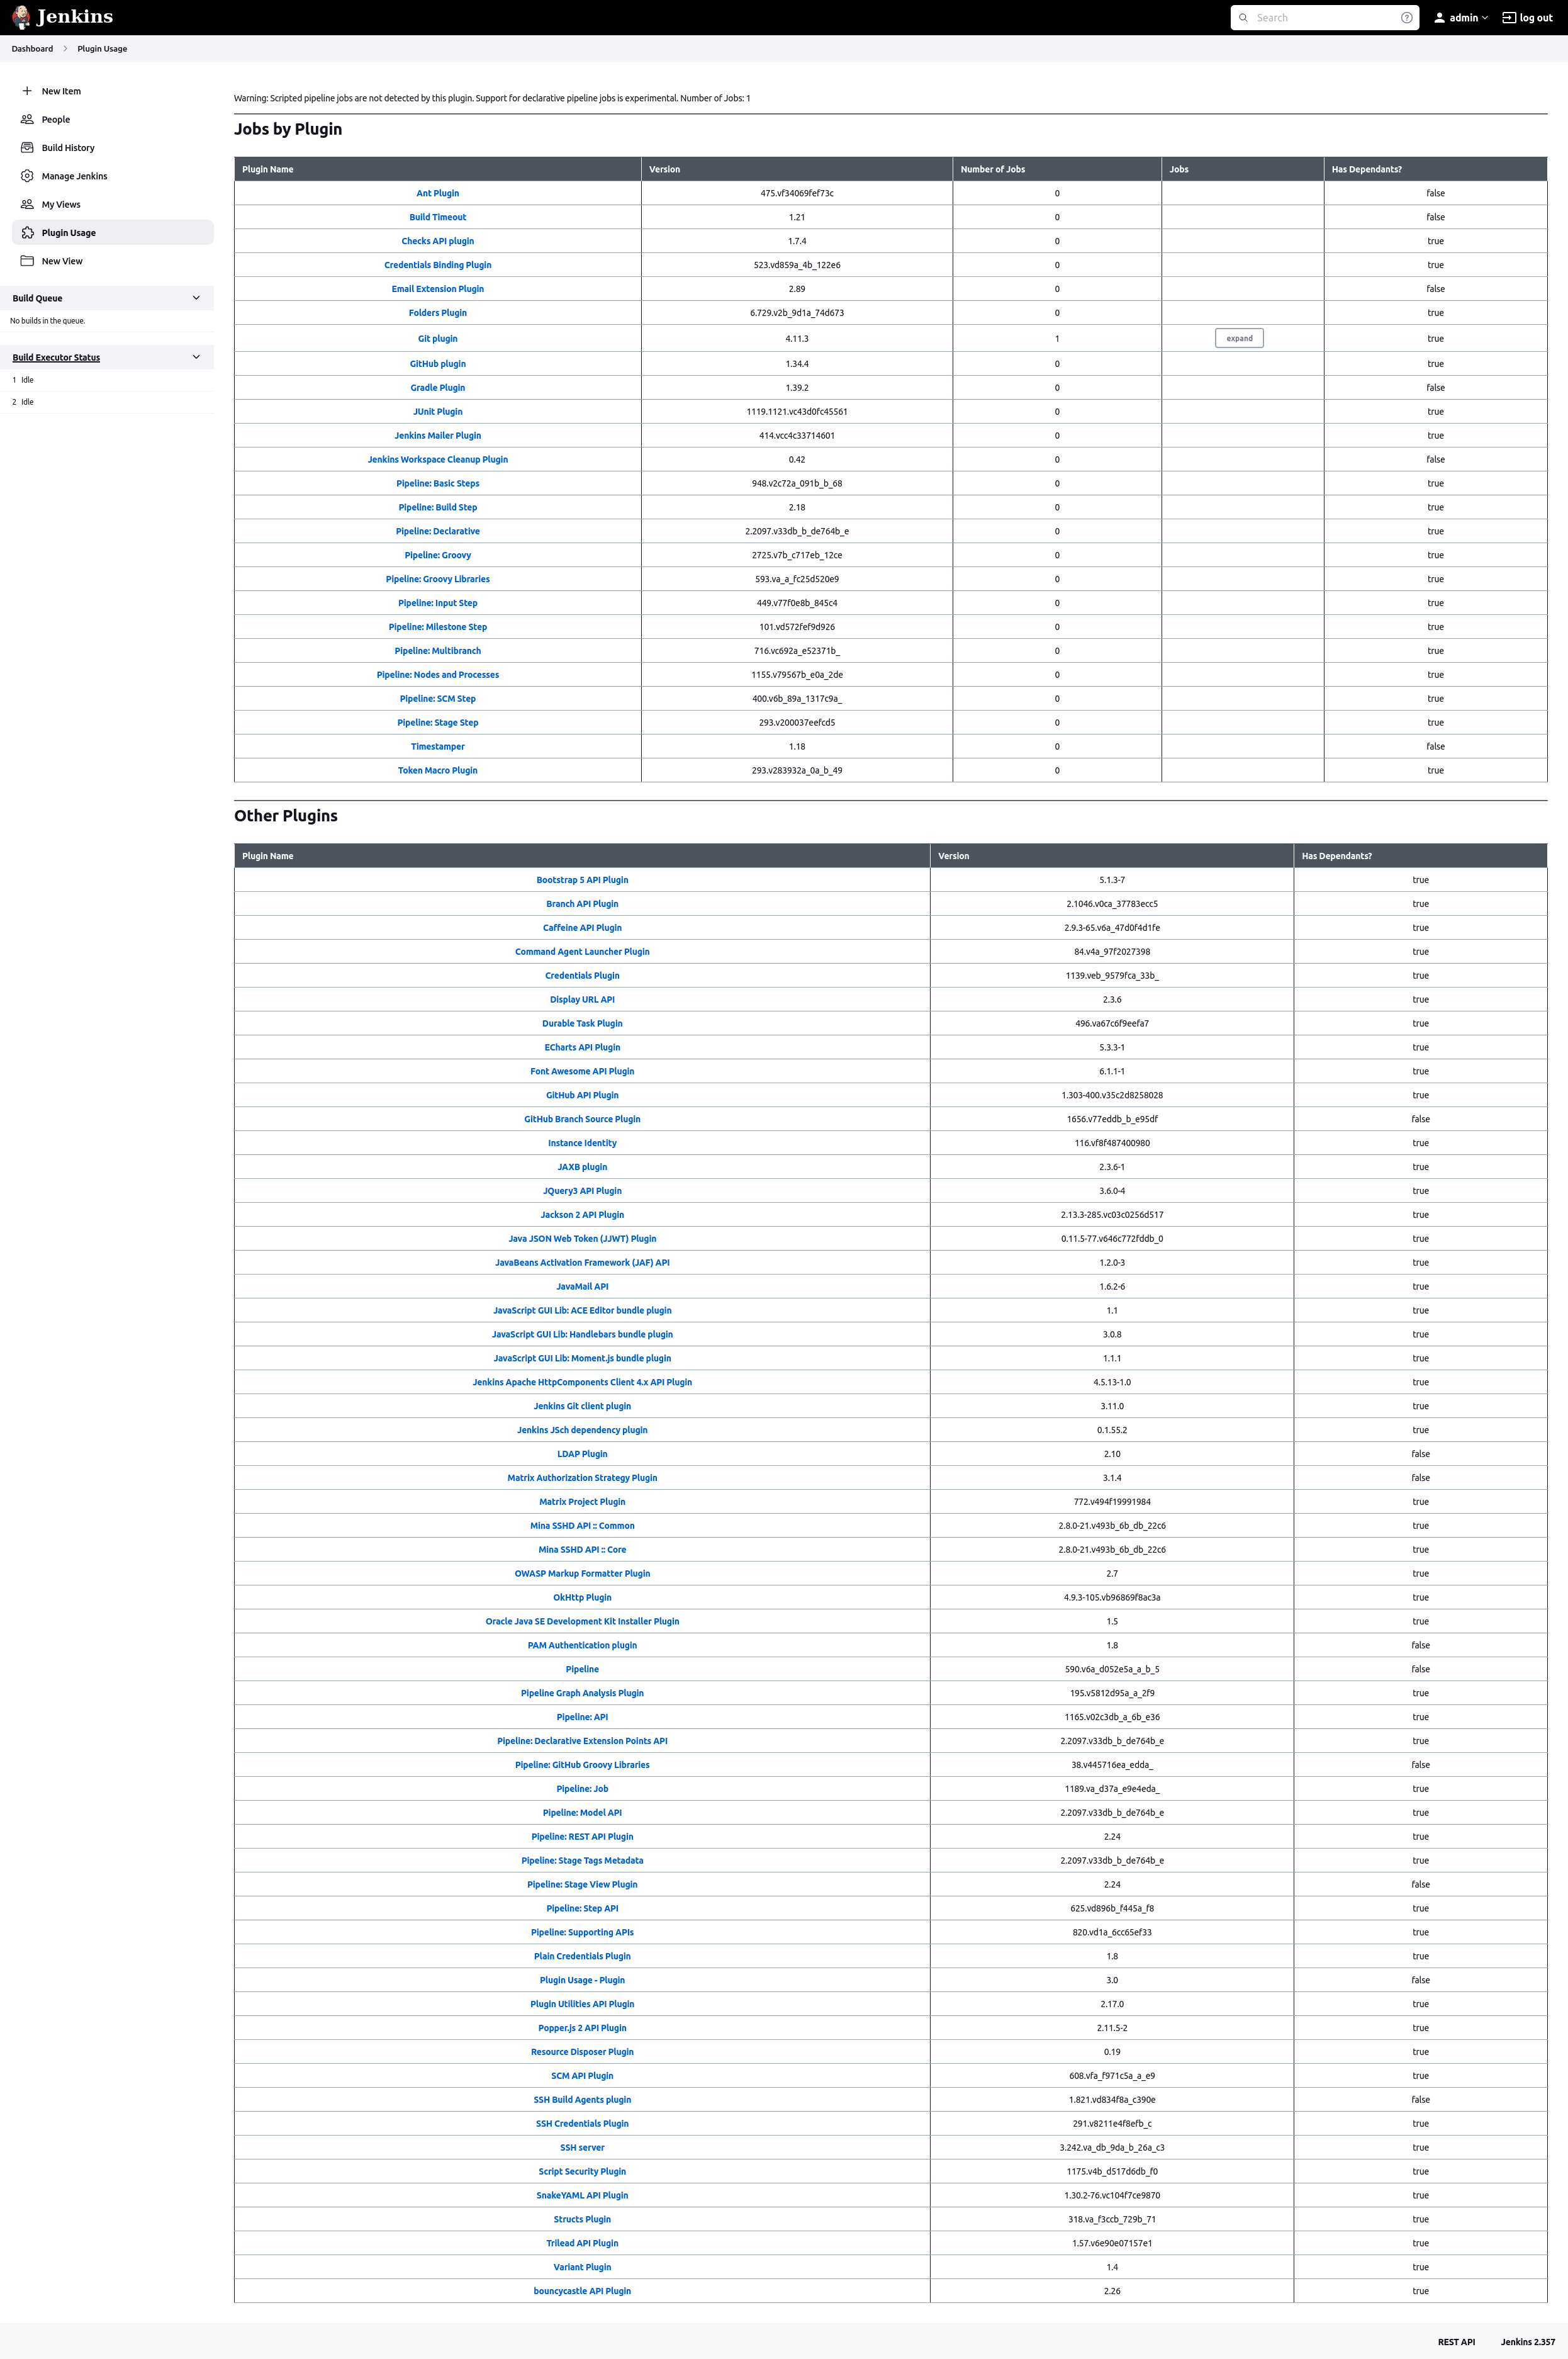 Jenkins
Search
admin
log out
Dashboard Plugin Usage
New Item
People
Build History
Manage Jenkins
My Views
Plugin Usage
New View
Build Queue
No builds in the queue.
Build Executor Status
1 Idle
2 Idle
Warning: Scripted pipeline jobs are not detected by this plugin. Support for declarative pipeline jobs is experimental. Number of Jobs: 1
Jobs by Plugin
Plugin Name Version Number of Jobs Jobs Has Dependants?
Ant Plugin 475.vf34069fef73c 0 false
Build Timeout 1.21 0 false
Checks API plugin 1.7.4 0 true
Credentials Binding Plugin 523.vd859a_4b_122e6 0 true
Email Extension Plugin 2.89 0 false
Folders Plugin 6.729.v2b_9d1a_74d673 0 true
Git plugin 4.11.3 1 expand true
GitHub plugin 1.34.4 0 true
Gradle Plugin 1.39.2 0 false
JUnit Plugin 1119.1121.vc43d0fc45561 0 true
Jenkins Mailer Plugin 414.vcc4c33714601 0 true
Jenkins Workspace Cleanup Plugin 0.42 0 false
Pipeline: Basic Steps 948.v2c72a_091b_b_68 0 true
Pipeline: Build Step 2.18 0 true
Pipeline: Declarative 2.2097.v33db_b_de764b_e 0 true
Pipeline: Groovy 2725.v7b_c717eb_12ce 0 true
Pipeline: Groovy Libraries 593.va_a_fc25d520e9 0 true
Pipeline: Input Step 449.v77f0e8b_845c4 0 true
Pipeline: Milestone Step 101.vd572fef9d926 0 true
Pipeline: Multibranch 716.vc692a_e52371b_ 0 true
Pipeline: Nodes and Processes 1155.v79567b_e0a_2de 0 true
Pipeline: SCM Step 400.v6b_89a_1317c9a_ 0 true
Pipeline: Stage Step 293.v200037eefcd5 0 true
Timestamper 1.18 0 false
Token Macro Plugin 293.v283932a_0a_b_49 0 true
Other Plugins
Plugin Name Version Has Dependants?
Bootstrap 5 API Plugin 5.1.3-7 true
Branch API Plugin 2.1046.v0ca_37783ecc5 true
Caffeine API Plugin 2.9.3-65.v6a_47d0f4d1fe true
Command Agent Launcher Plugin 84.v4a_97f2027398 true
Credentials Plugin 1139.veb_9579fca_33b_ true
Display URL API 2.3.6 true
Durable Task Plugin 496.va67c6f9eefa7 true
ECharts API Plugin 5.3.3-1 true
Font Awesome API Plugin 6.1.1-1 true
GitHub API Plugin 1.303-400.v35c2d8258028 true
GitHub Branch Source Plugin 1656.v77eddb_b_e95df false
Instance Identity 116.vf8f487400980 true
JAXB plugin 2.3.6-1 true
JQuery3 API Plugin 3.6.0-4 true
Jackson 2 API Plugin 2.13.3-285.vc03c0256d517 true
Java JSON Web Token (JJWT) Plugin 0.11.5-77.v646c772fddb_0 true
JavaBeans Activation Framework (JAF) API 1.2.0-3 true
JavaMail API 1.6.2-6 true
JavaScript GUI Lib: ACE Editor bundle plugin 1.1 true
JavaScript GUI Lib: Handlebars bundle plugin 3.0.8 true
JavaScript GUI Lib: Moment.js bundle plugin 1.1.1 true
Jenkins Apache HttpComponents Client 4.x API Plugin 4.5.13-1.0 true
Jenkins Git client plugin 3.11.0 true
Jenkins JSch dependency plugin 0.1.55.2 true
LDAP Plugin 2.10 false
Matrix Authorization Strategy Plugin 3.1.4 false
Matrix Project Plugin 772.v494f19991984 true
Mina SSHD API :: Common 2.8.0-21.v493b_6b_db_22c6 true
Mina SSHD API :: Core 2.8.0-21.v493b_6b_db_22c6 true
OWASP Markup Formatter Plugin 2.7 true
OkHttp Plugin 4.9.3-105.vb96869f8ac3a true
Oracle Java SE Development Kit Installer Plugin 1.5 true
PAM Authentication plugin 1.8 false
Pipeline 590.v6a_d052e5a_a_b_5 false
Pipeline Graph Analysis Plugin 195.v5812d95a_a_2f9 true
Pipeline: API 1165.v02c3db_a_6b_e36 true
Pipeline: Declarative Extension Points API 2.2097.v33db_b_de764b_e true
Pipeline: GitHub Groovy Libraries 38.v445716ea_edda_ false
Pipeline: Job 1189.va_d37a_e9e4eda_ true
Pipeline: Model API 2.2097.v33db_b_de764b_e true
Pipeline: REST API Plugin 2.24 true
Pipeline: Stage Tags Metadata 2.2097.v33db_b_de764b_e true
Pipeline: Stage View Plugin 2.24 false
Pipeline: Step API 625.vd896b_f445a_f8 true
Pipeline: Supporting APIs 820.vd1a_6cc65ef33 true
Plain Credentials Plugin 1.8 true
Plugin Usage - Plugin 3.0 false
Plugin Utilities API Plugin 2.17.0 true
Popper.js 2 API Plugin 2.11.5-2 true
Resource Disposer Plugin 0.19 true
SCM API Plugin 608.vfa_f971c5a_a_e9 true
SSH Build Agents plugin 1.821.vd834f8a_c390e false
SSH Credentials Plugin 291.v8211e4f8efb_c true
SSH server 3.242.va_db_9da_b_26a_c3 true
Script Security Plugin 1175.v4b_d517d6db_f0 true
SnakeYAML API Plugin 1.30.2-76.vc104f7ce9870 true
Structs Plugin 318.va_f3ccb_729b_71 true
Trilead API Plugin 1.57.v6e90e07157e1 true
Variant Plugin 1.4 true
bouncycastle API Plugin 2.26 true
REST API Jenkins 2.357